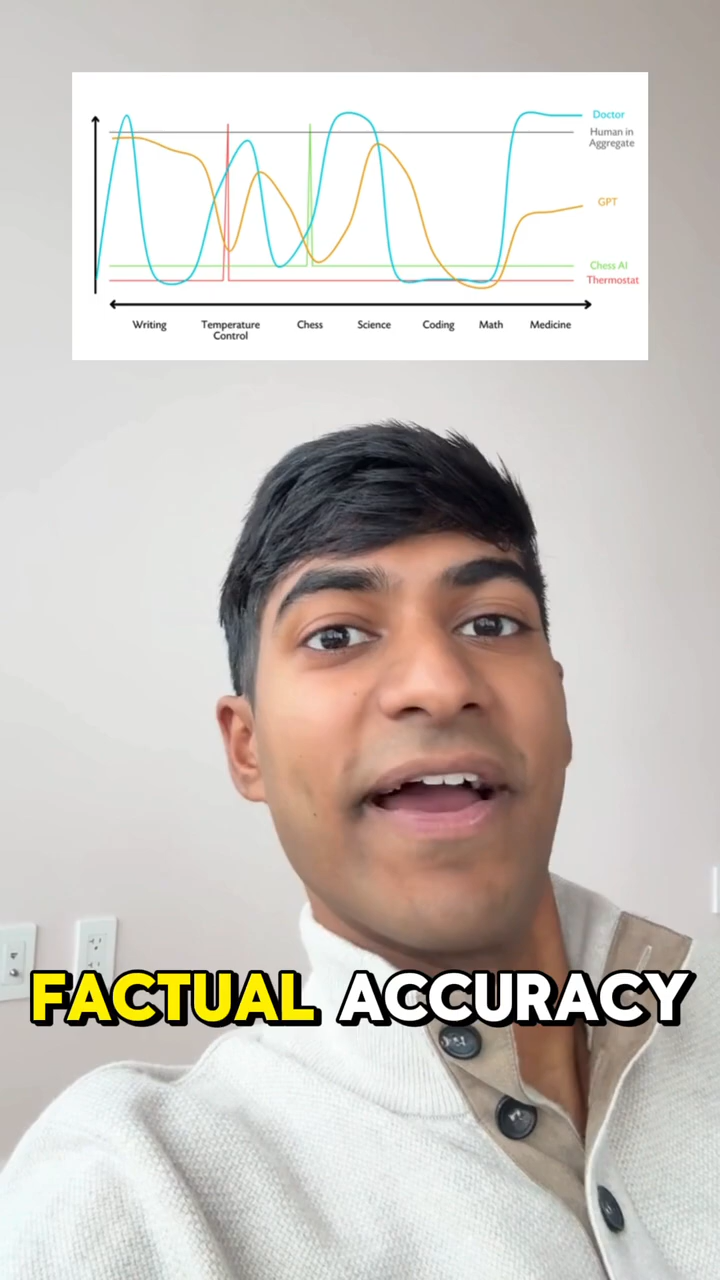 Doctor
Human in
Aggregate
GPT
Chess AI
Thermostat
Writing
Temperature
Control
Chess
Science
Coding
Math
Medicine
FACTUAL ACCURACY